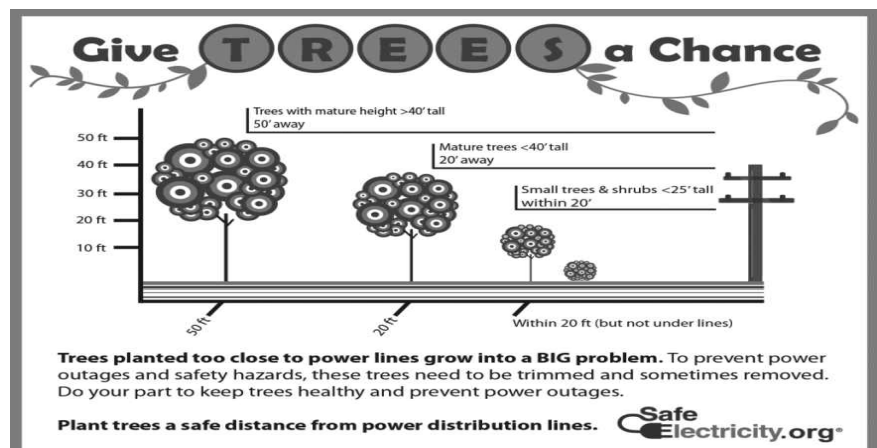 Give TREES a Chance
Trees with mature height >40' tall
50' away
Mature trees <40' tall
20' away
Small trees & shrubs <25' tall
within 20'
50 ft
40 ft
30 ft
20 ft
10 ft
50 ft
20 ft
Within 20 ft (but not under lines)
Trees planted too close to power lines grow into a BIG problem. To prevent power
outages and safety hazards, these trees need to be trimmed and sometimes removed.
Do your part to keep trees healthy and prevent power outages.
Plant trees a safe distance from power distribution lines.
Safe
Electricity.org®